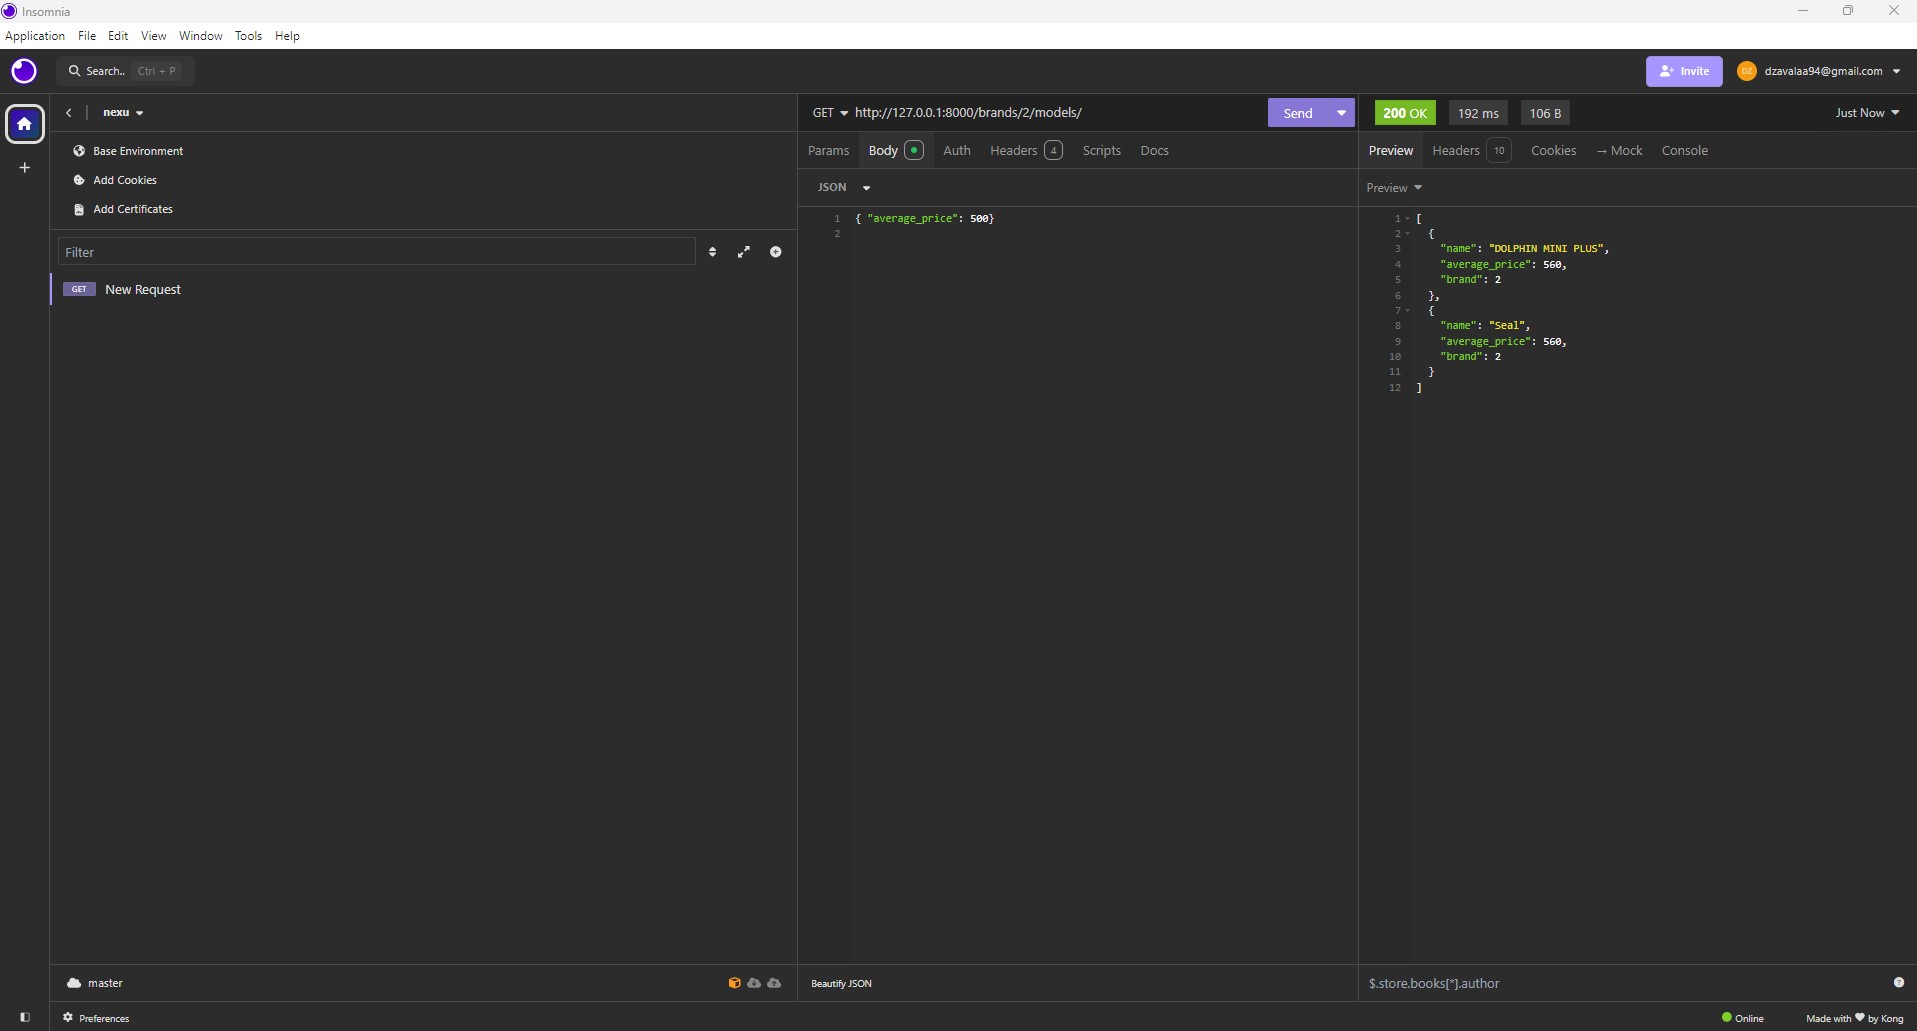 Insomnia
Application File Edit View Window Tools Help
Search.. Ctrl + P
Invite
DZ dzavalaa94@gmail.com
nexu
Base Environment
Add Cookies
Add Certificates
Filter
GET New Request
master
Preferences
GET http://127.0.0.1:8000/brands/2/models/ Send
Params Body Auth Headers 4 Scripts Docs
JSON
1 { "average_price": 500}
2
Beautify JSON
200 OK 192 ms 106 B Just Now
Preview Headers 10 Cookies → Mock Console
Preview
1 [
2 {
3 "name": "DOLPHIN MINI PLUS",
4 "average_price": 560,
5 "brand": 2
6 },
7 {
8 "name": "Seal",
9 "average_price": 560,
10 "brand": 2
11 }
12 ]
$.store.books[*].author
Online Made with ♥ by Kong